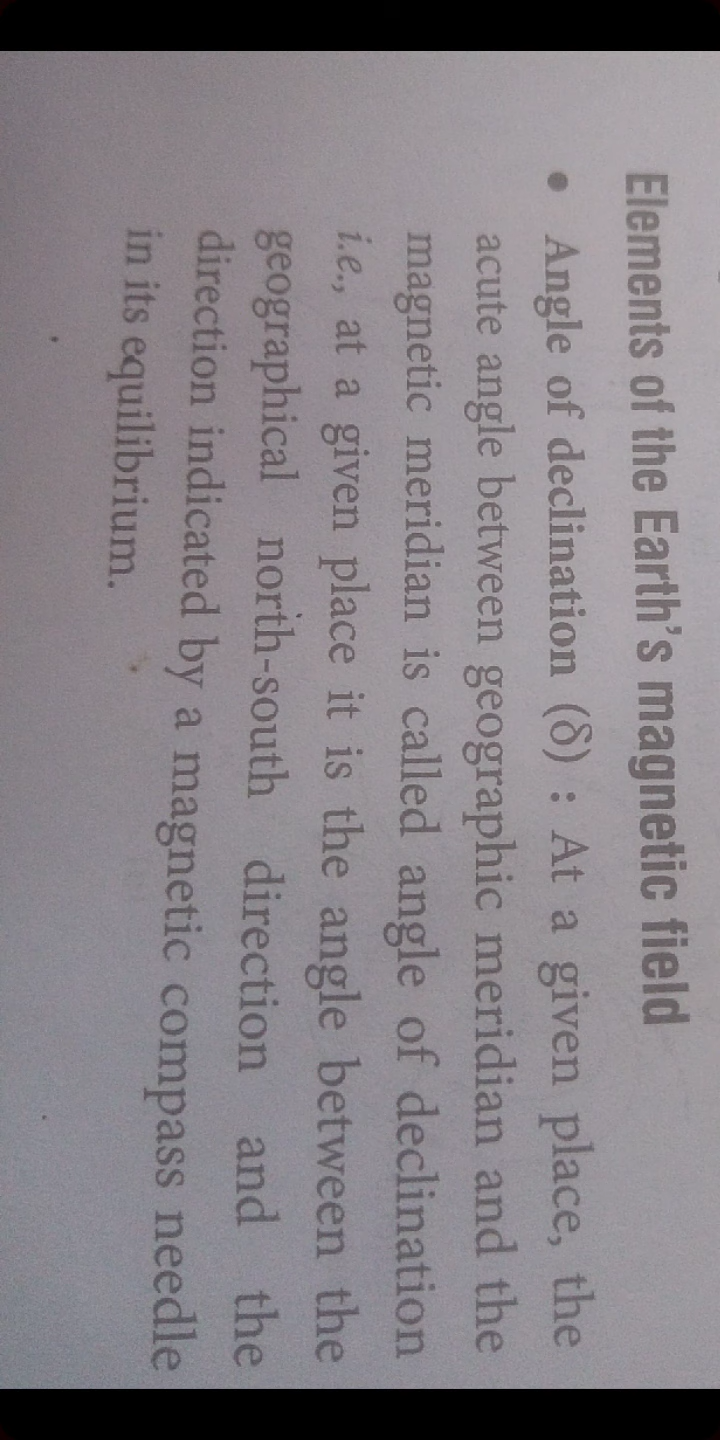 Elements of the Earth's magnetic field
• Angle of declination (δ) : At a given place, the
acute angle between geographic meridian and the
magnetic meridian is called angle of declination
i.e., at a given place it is the angle between the
geographical north-south direction and the
direction indicated by a magnetic compass needle
in its equilibrium.